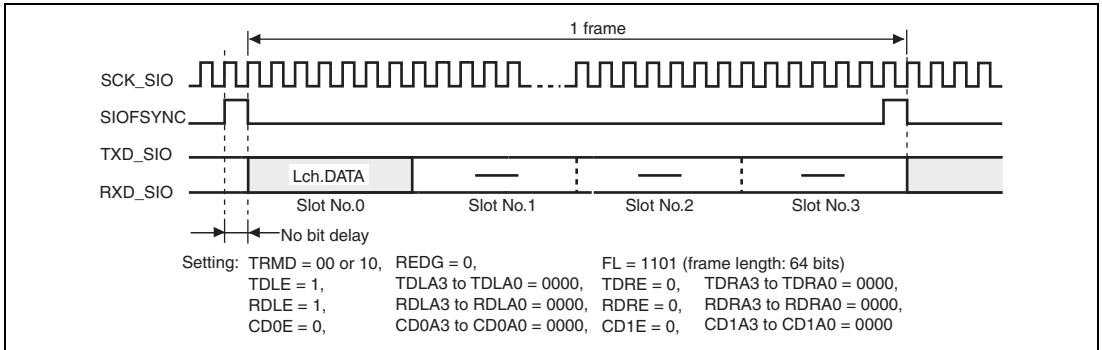 1 frame
SCK_SIO
SIOFSYNC
TXD_SIO
RXD_SIO
Lch.DATA
Slot No.0 Slot No.1 Slot No.2 Slot No.3
No bit delay
Setting: TRMD = 00 or 10, REDG = 0, FL = 1101 (frame length: 64 bits)
TDLE = 1, TDLA3 to TDLA0 = 0000, TDRE = 0, TDRA3 to TDRA0 = 0000,
RDLE = 1, RDLA3 to RDLA0 = 0000, RDRE = 0, RDRA3 to RDRA0 = 0000,
CD0E = 0, CD0A3 to CD0A0 = 0000, CD1E = 0, CD1A3 to CD1A0 = 0000